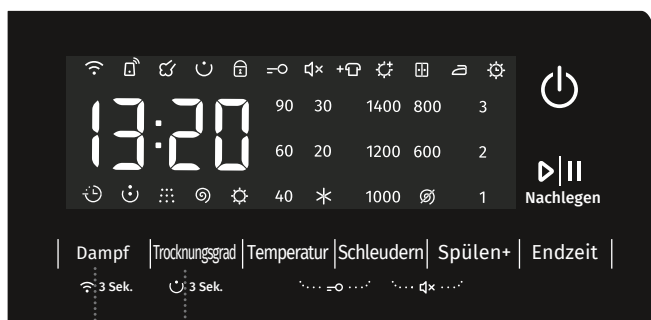 13:20
90 30 1400 800 3
60 20 1200 600 2
40 1000 1
Nachlegen
Dampf Trocknungsgrad Temperatur Schleudern Spülen+ Endzeit
3 Sek. 3 Sek.